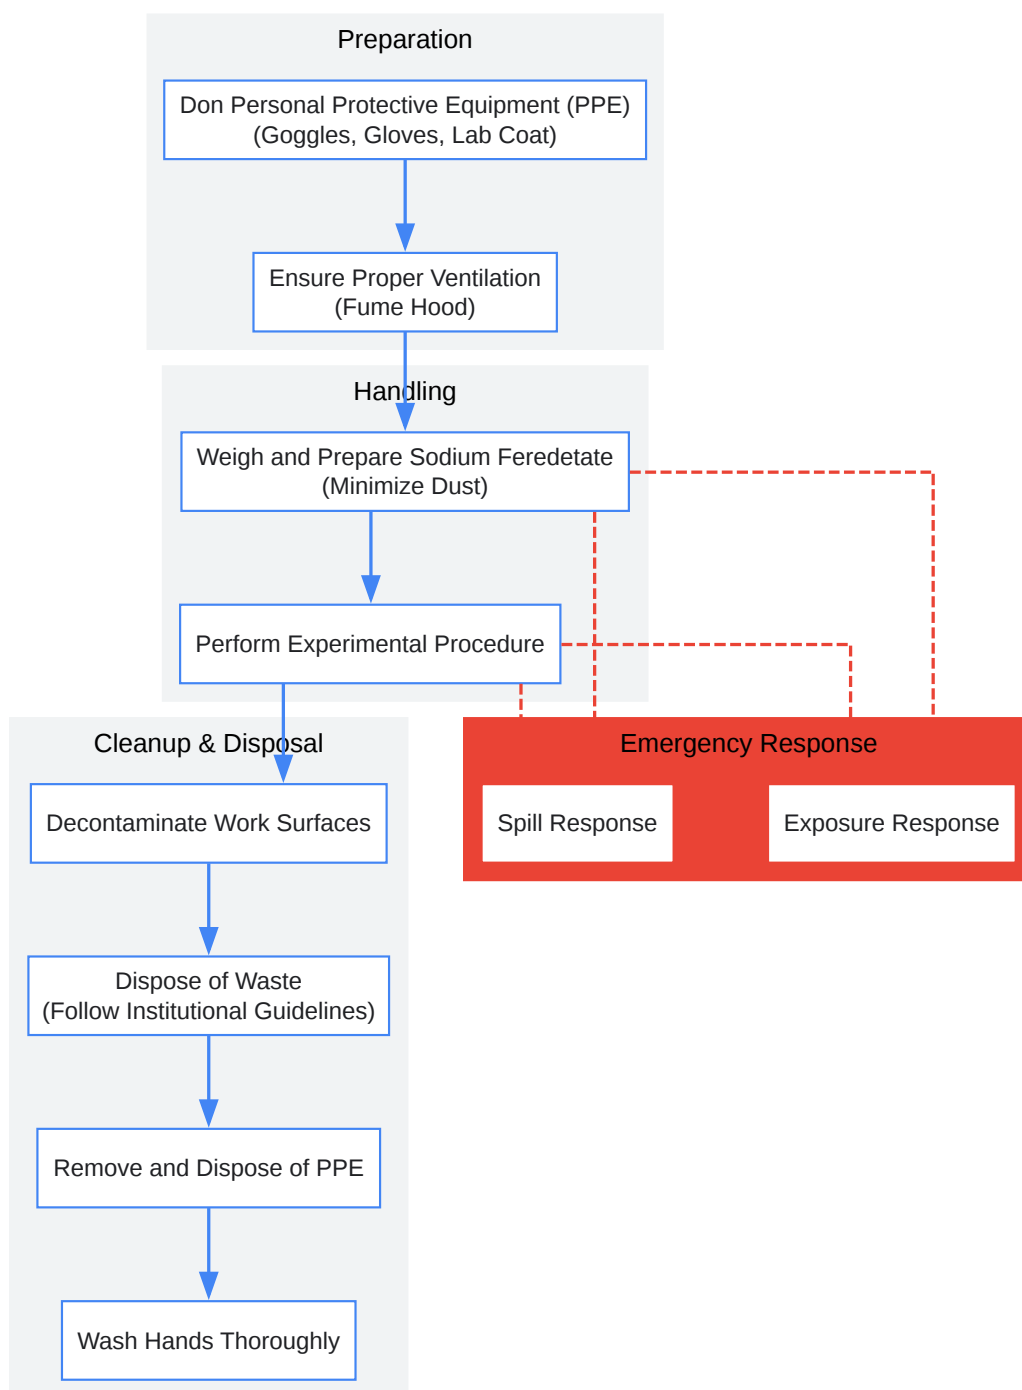 Preparation
Don Personal Protective Equipment (PPE)
(Goggles, Gloves, Lab Coat)
Ensure Proper Ventilation
(Fume Hood)
Handling
Weigh and Prepare Sodium Feredetate
(Minimize Dust)
Perform Experimental Procedure
Cleanup & Disposal
Decontaminate Work Surfaces
Dispose of Waste
(Follow Institutional Guidelines)
Remove and Dispose of PPE
Wash Hands Thoroughly
Emergency Response
Spill Response
Exposure Response